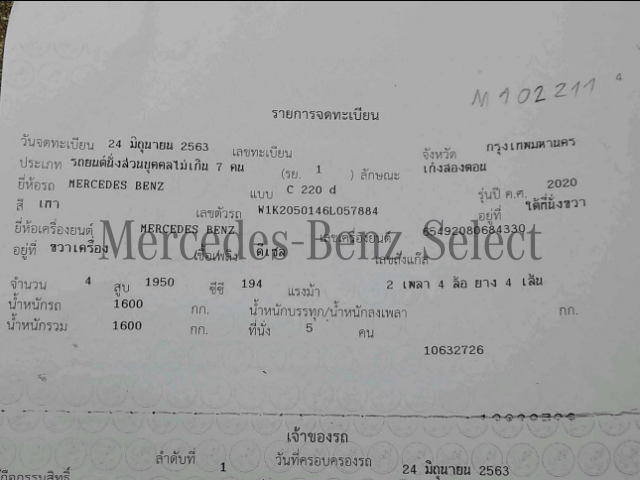 M102211
รายการจดทะเบียน
วันจดทะเบียน 24 มิถุนายน 2563 เลขทะเบียน จังหวัด กรุงเทพมหานคร
ประเภท รถยนต์นั่งส่วนบุคคลไม่เกิน 7 คน (รย. 1 ) ลักษณะ เก๋งสองตอน
ยี่ห้อรถ MERCEDES BENZ แบบ C 220 d รุ่นปี ค.ศ. 2020
สี เทา เลขตัวรถ W1K2050146L057884 อยู่ที่ ใต้ที่นั่งขวา
ยี่ห้อเครื่องยนต์ MERCEDES BENZ เลขเครื่องยนต์ 65492080684330
Mercedes-Benz Select
อยู่ที่ ขวาเครื่อง เชื้อเพลิง ดีเซล เลขถังแก๊ส
จำนวน 4 สูบ 1950 ซีซี 194 แรงม้า 2 เพลา 4 ล้อ ยาง 4 เส้น
น้ำหนักรถ 1600 กก. น้ำหนักบรรทุก/น้ำหนักลงเพลา กก.
น้ำหนักรวม 1600 กก. ที่นั่ง 5 คน
10632726
เจ้าของรถ
ลำดับที่ 1 วันที่ครอบครองรถ 24 มิถุนายน 2563